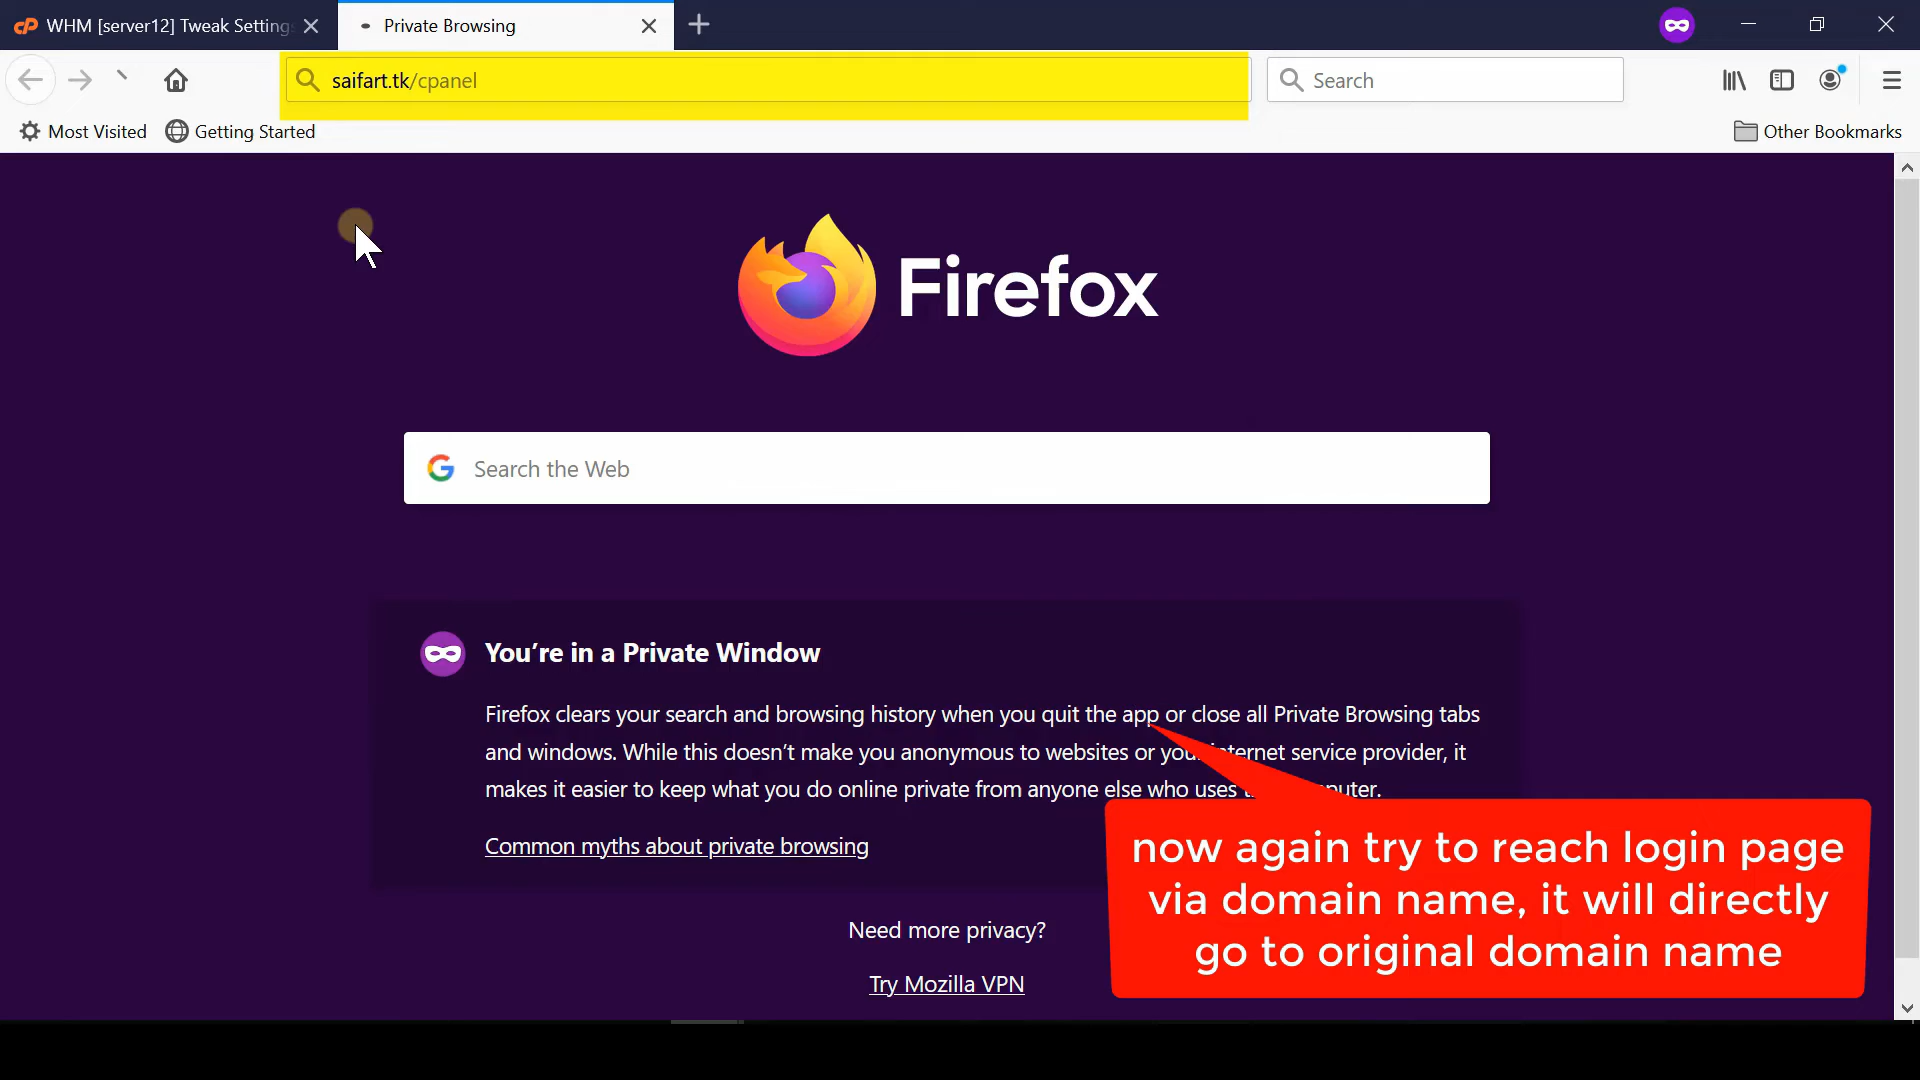 WHM [server12] Tweak Setting
Private Browsing
saifart.tk/cpanel
Search
Most Visited
Getting Started
Other Bookmarks
Firefox
Search the Web
You’re in a Private Window
Firefox clears your search and browsing history when you quit the app or close all Private Browsing tabs
and windows. While this doesn’t make you anonymous to websites or your internet service provider, it
makes it easier to keep what you do online private from anyone else who uses
Common myths about private browsing
Need more privacy?
Try Mozilla VPN
now again try to reach login page
via domain name, it will directly
go to original domain name